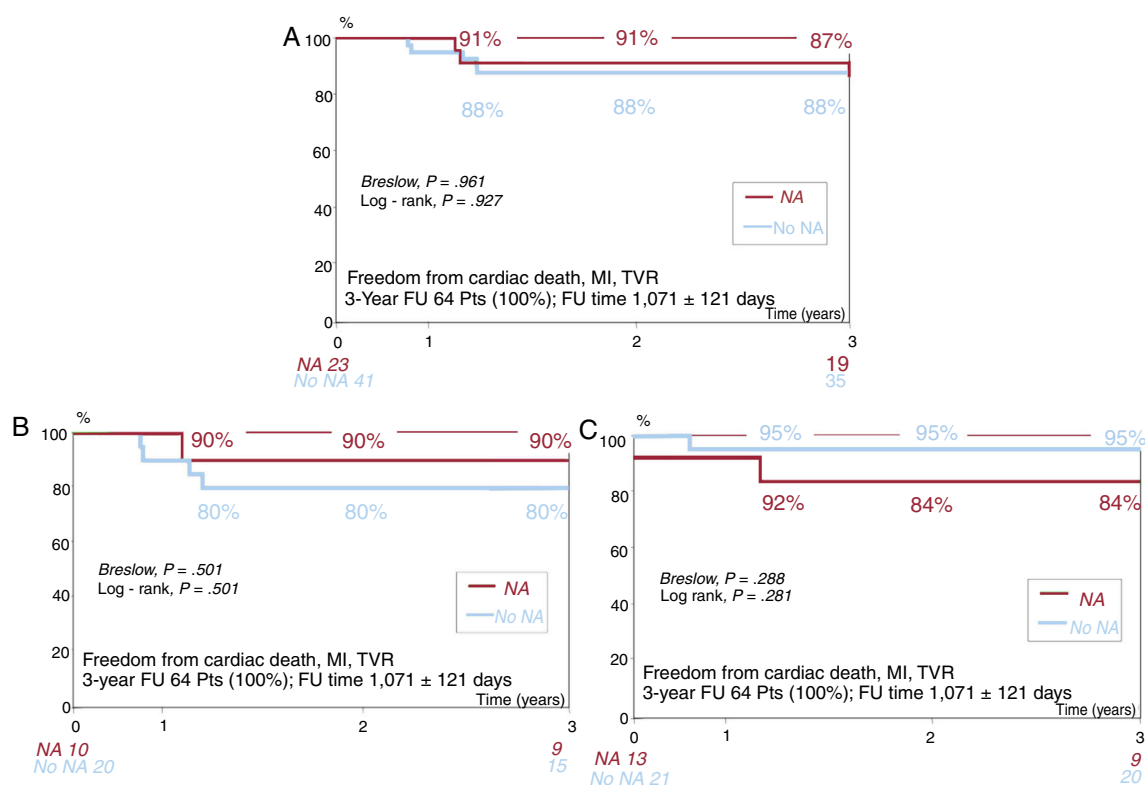 A
%
100
91%
91%
87%
80
88%
88%
88%
60
Breslow, P = .961
Log - rank, P = .927
NA
No NA
40
20
Freedom from cardiac death, MI, TVR
3-Year FU 64 Pts (100%); FU time 1,071 ± 121 days
Time (years)
0
0
1
2
3
NA 23
19
No NA 41
35
B
%
100
90%
90%
90%
80
80%
80%
80%
60
Breslow, P = .501
Log - rank, P = .501
NA
No NA
40
20
Freedom from cardiac death, MI, TVR
3-year FU 64 Pts (100%); FU time 1,071 ± 121 days
Time (years)
0
0
1
2
3
NA 10
9
No NA 20
15
C
%
100
95%
95%
95%
80
92%
84%
84%
60
Breslow, P = .288
Log rank, P = .281
NA
No NA
40
20
Freedom from cardiac death, MI, TVR
3-year FU 64 Pts (100%); FU time 1,071 ± 121 days
Time (years)
0
0
1
2
3
NA 13
9
No NA 21
20